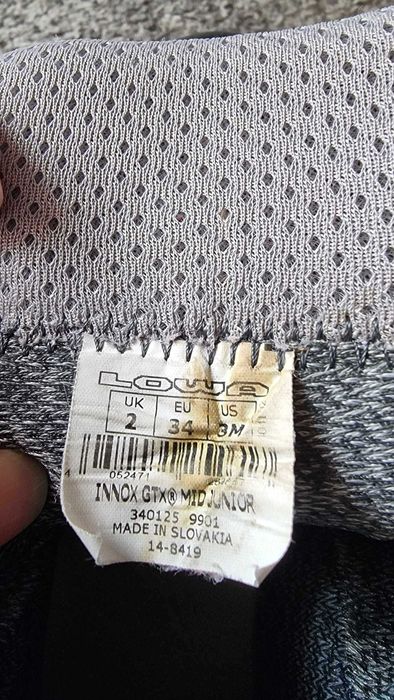 LOWA
UK EU US
2 34 3M
052471
INNOX GTX® MID JUNIOR
340125 9901
MADE IN SLOVAKIA
14-8419